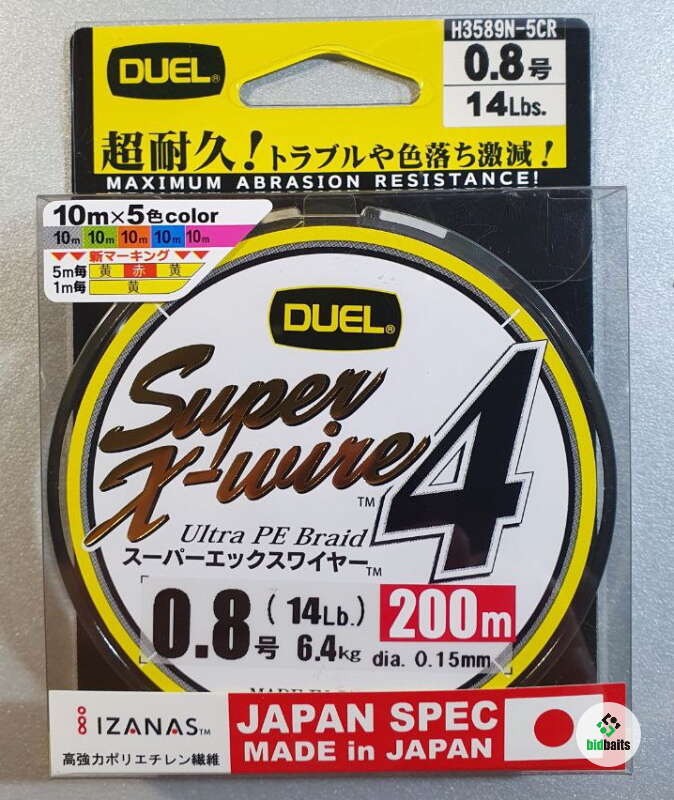 DUEL®
H3589N-5CR
0.8号
14Lbs.
超耐久！トラブルや色落ち激減！
MAXIMUM ABRASION RESISTANCE!
10m×5色color
10m 10m 10m 10m 10m
新マーキング
5m毎 黄 赤 黄
1m毎 黄
DUEL®
Super
X-wire 4
TM
Ultra PE Braid
スーパーエックスワイヤー™
0.8号 (14Lb.) 6.4kg 200m
dia. 0.15mm
IZANAS™
高強力ポリエチレン繊維
JAPAN SPEC
MADE in JAPAN
bidbaits